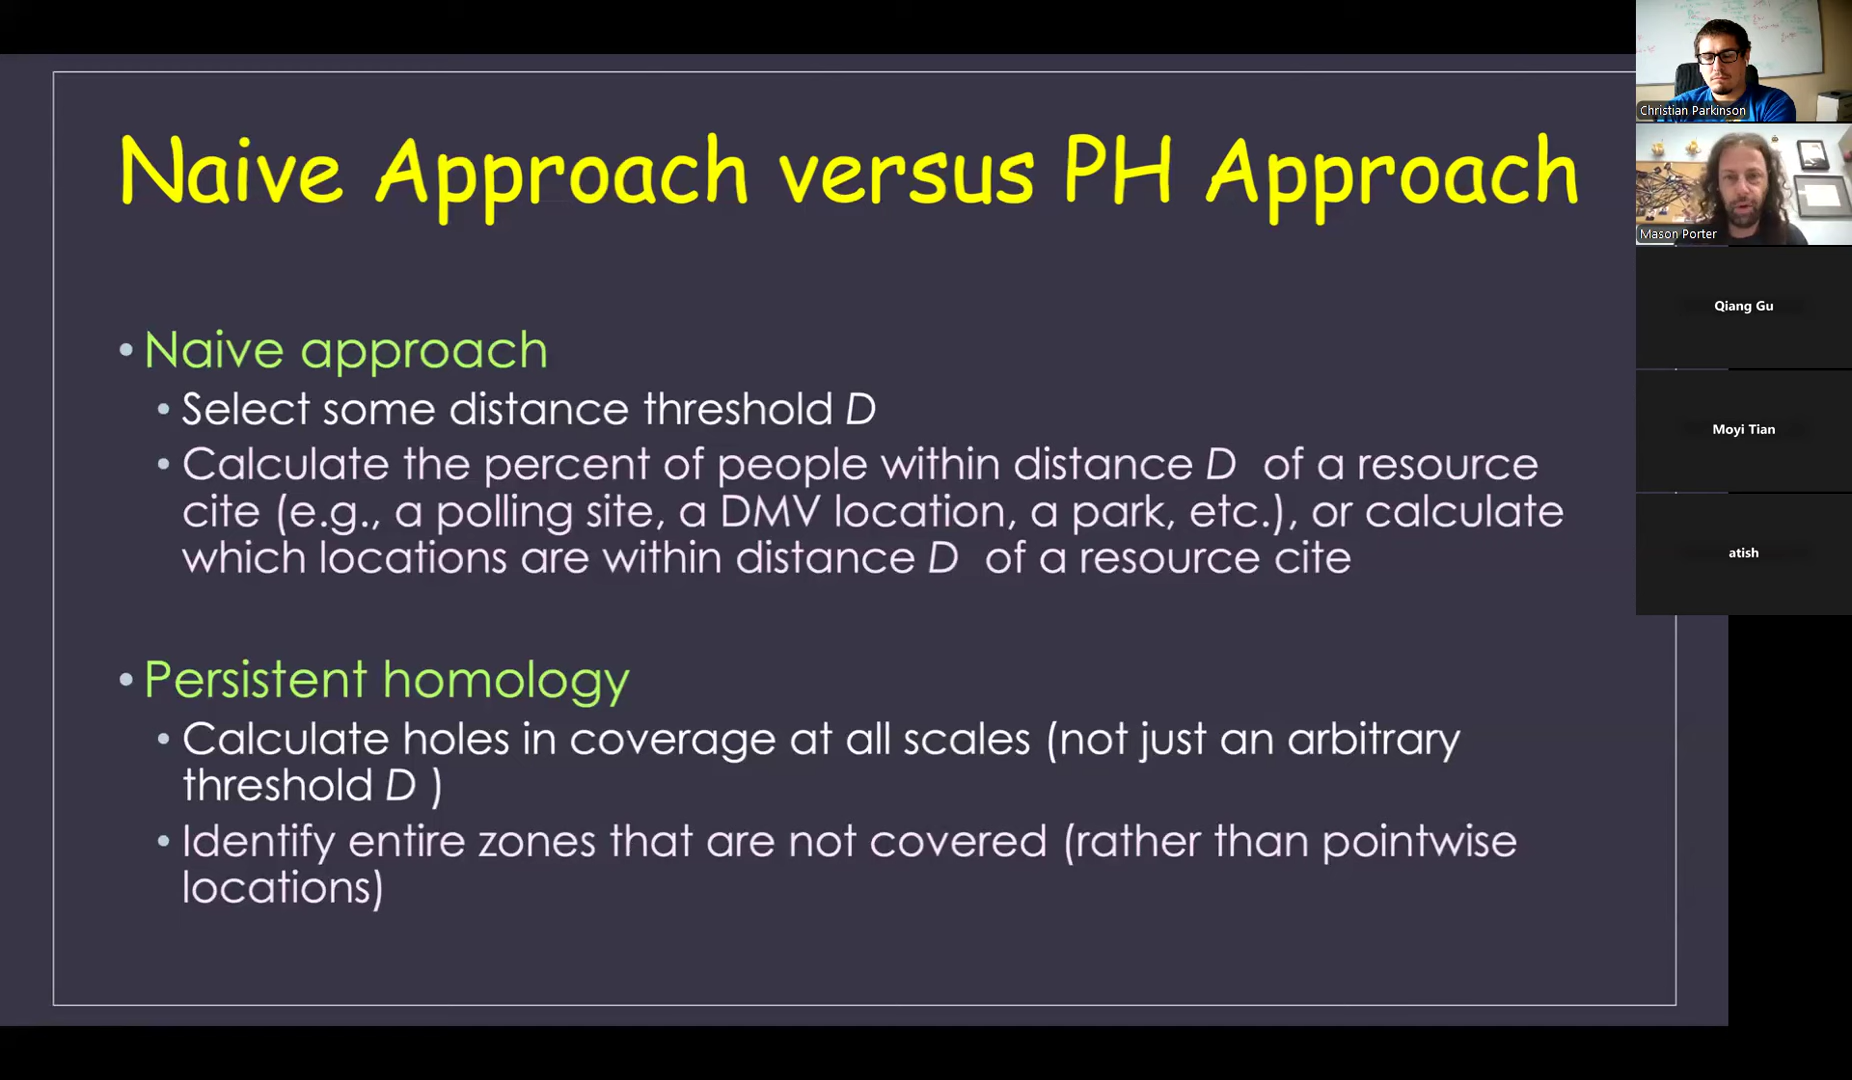 Naive Approach versus PH Approach
• Naive approach
• Select some distance threshold D
• Calculate the percent of people within distance D of a resource
cite (e.g., a polling site, a DMV location, a park, etc.), or calculate
which locations are within distance D of a resource cite
• Persistent homology
• Calculate holes in coverage at all scales (not just an arbitrary
threshold D )
• Identify entire zones that are not covered (rather than pointwise
locations)
Christian Parkinson
Mason Porter
Qiang Gu
Moyi Tian
atish